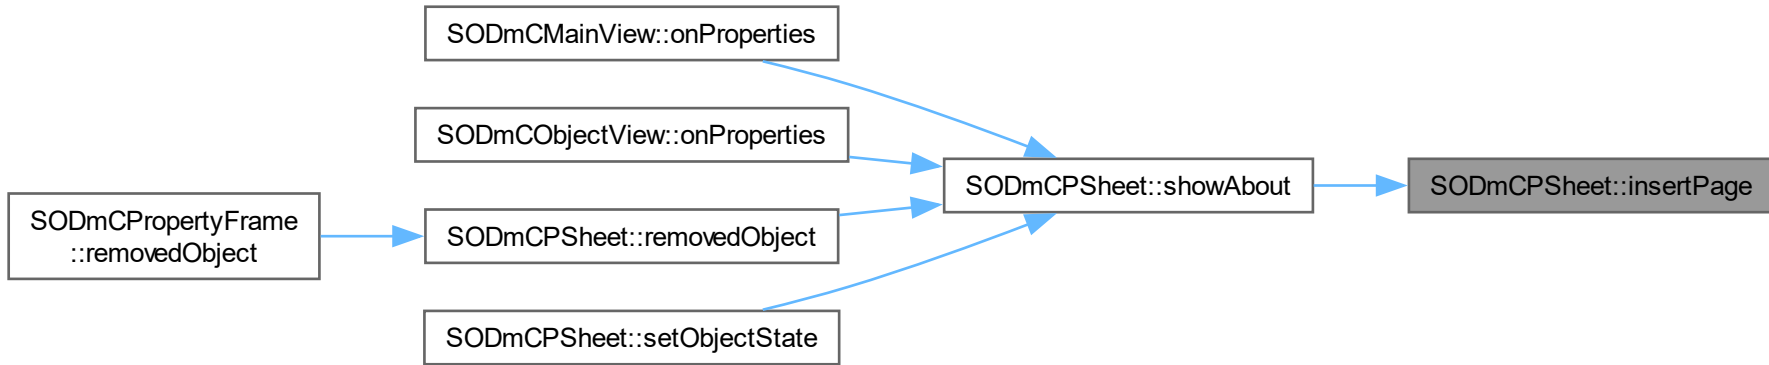 SODmCMainView::onProperties
SODmCObjectView::onProperties
SODmCPSheet::showAbout
SODmCPSheet::insertPage
SODmCPropertyFrame
::removedObject
SODmCPSheet::removedObject
SODmCPSheet::setObjectState